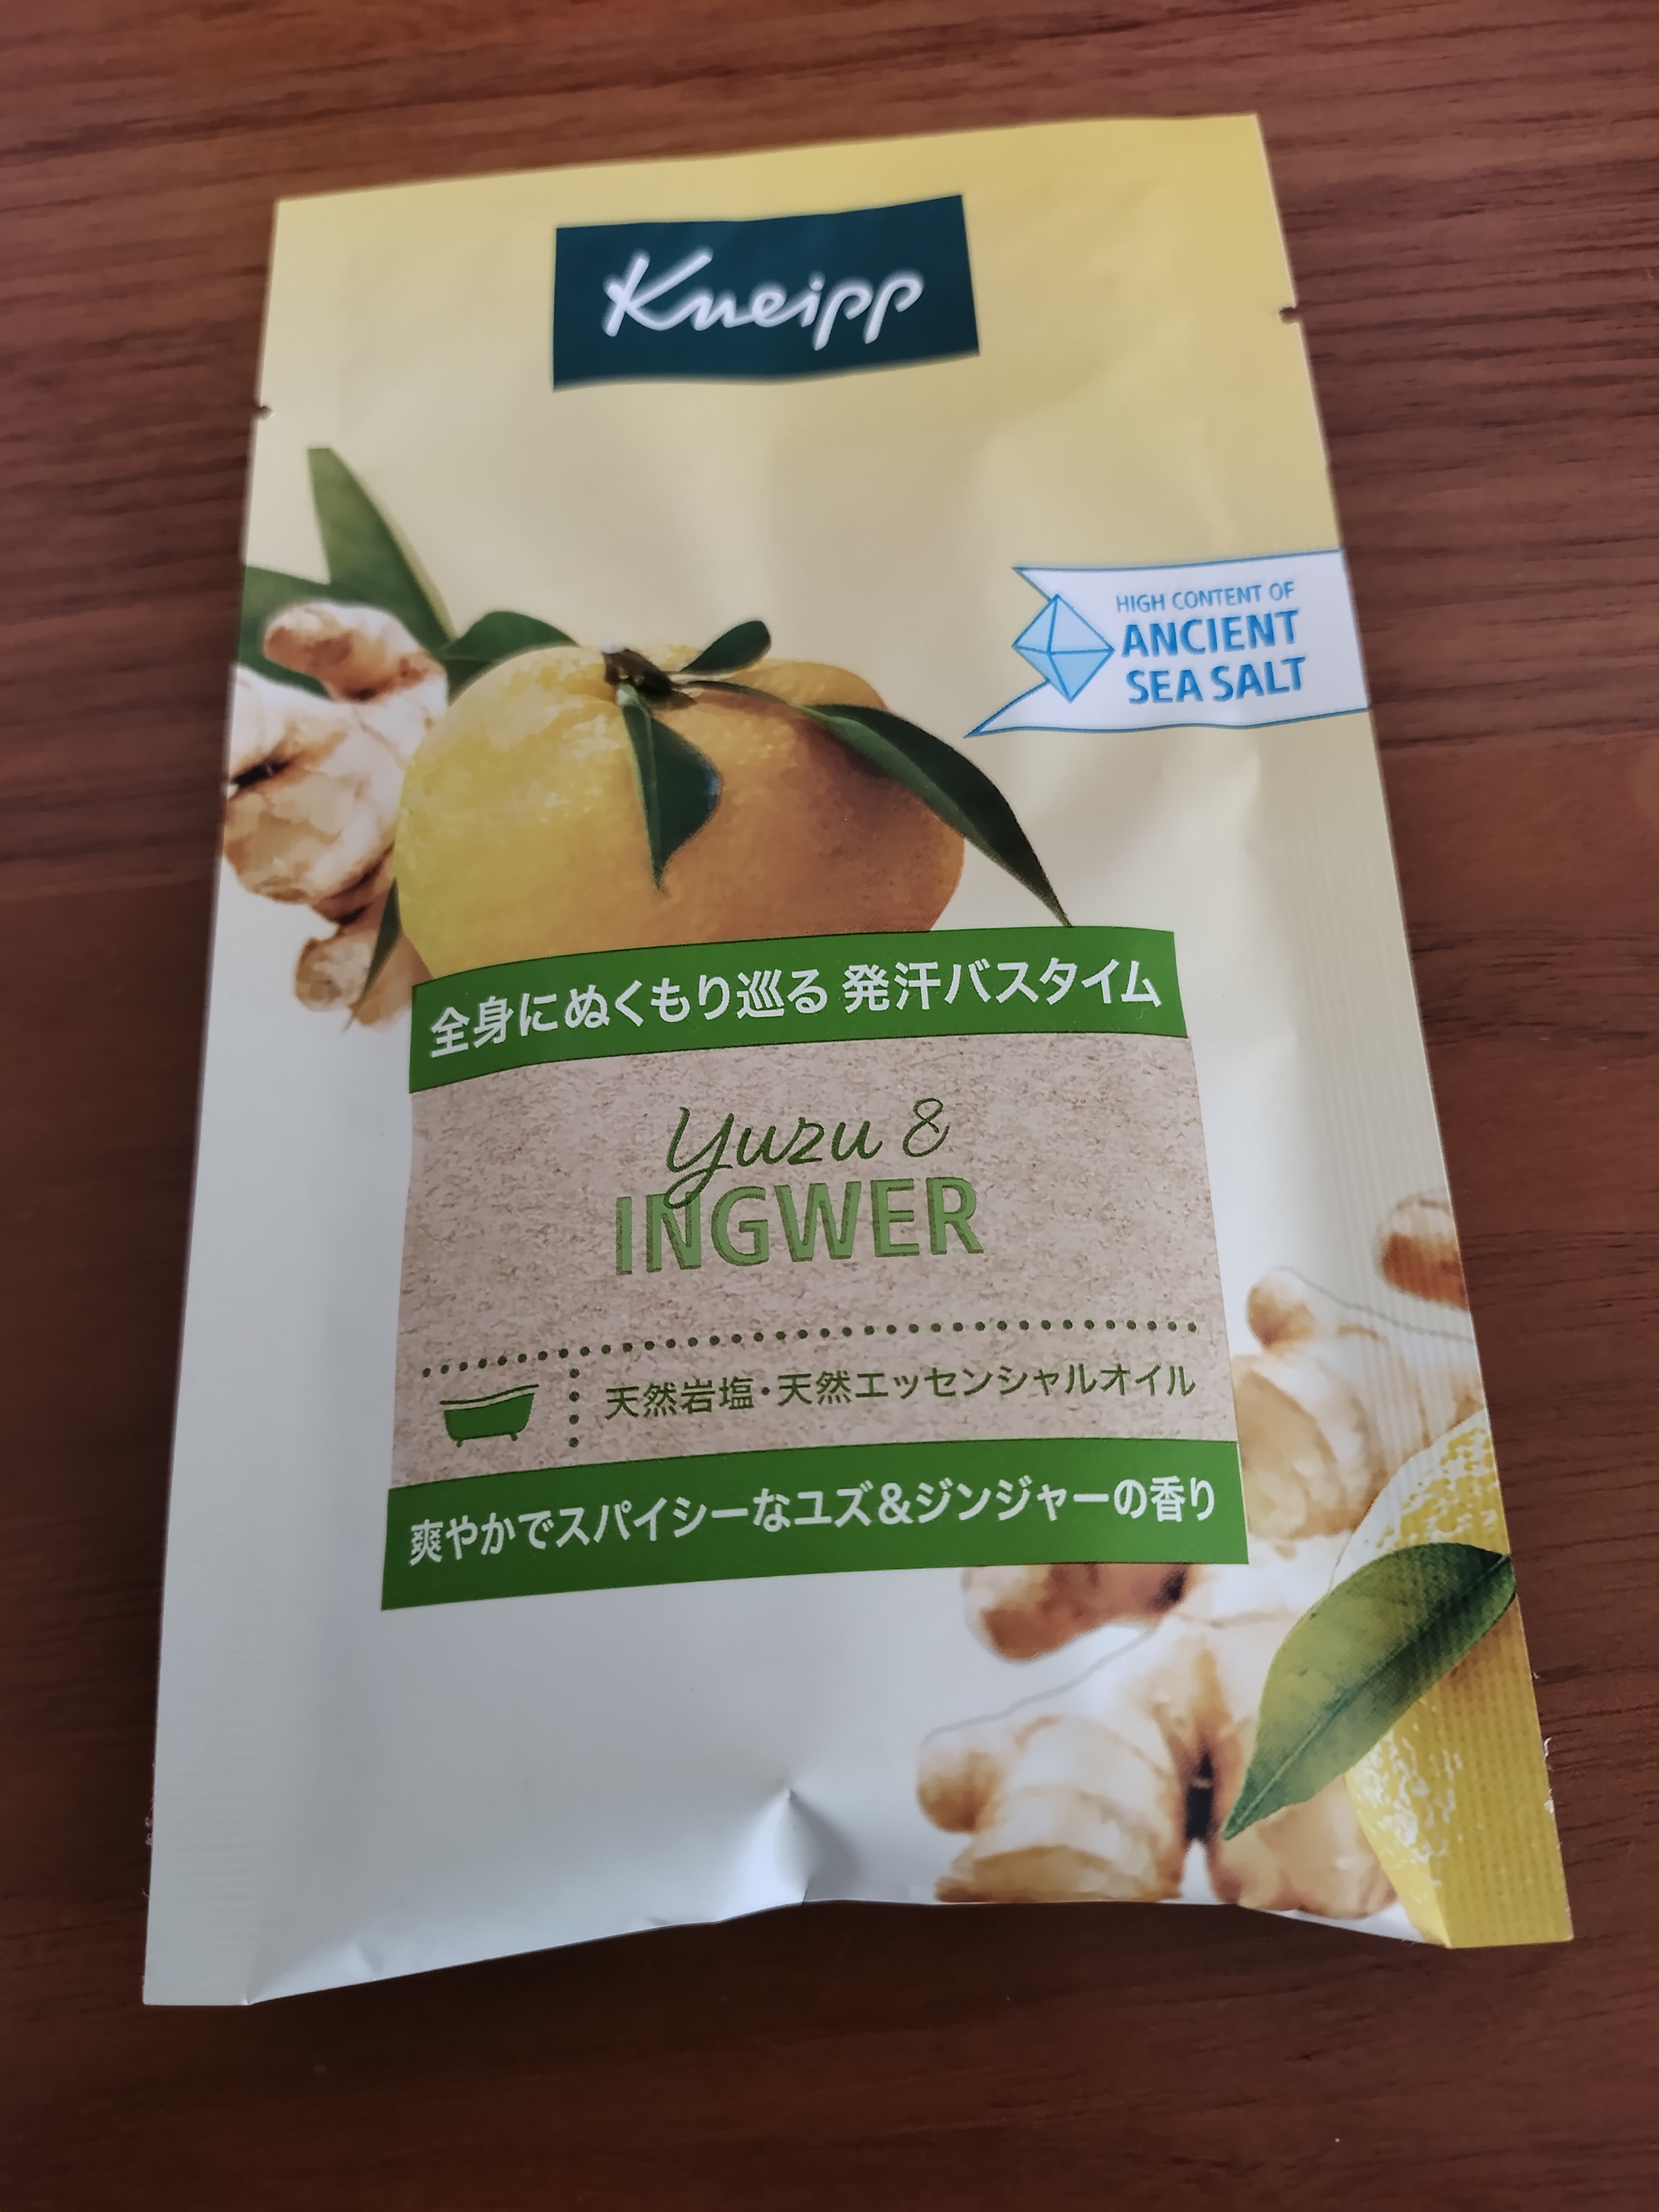 Kneipp
HIGH CONTENT OF
ANCIENT
SEA SALT
全身にぬくもり巡る 発汗バスタイム
Yuzu &
INGWER
天然岩塩・天然エッセンシャルオイル
爽やかでスパイシーなユズ&ジンジャーの香り